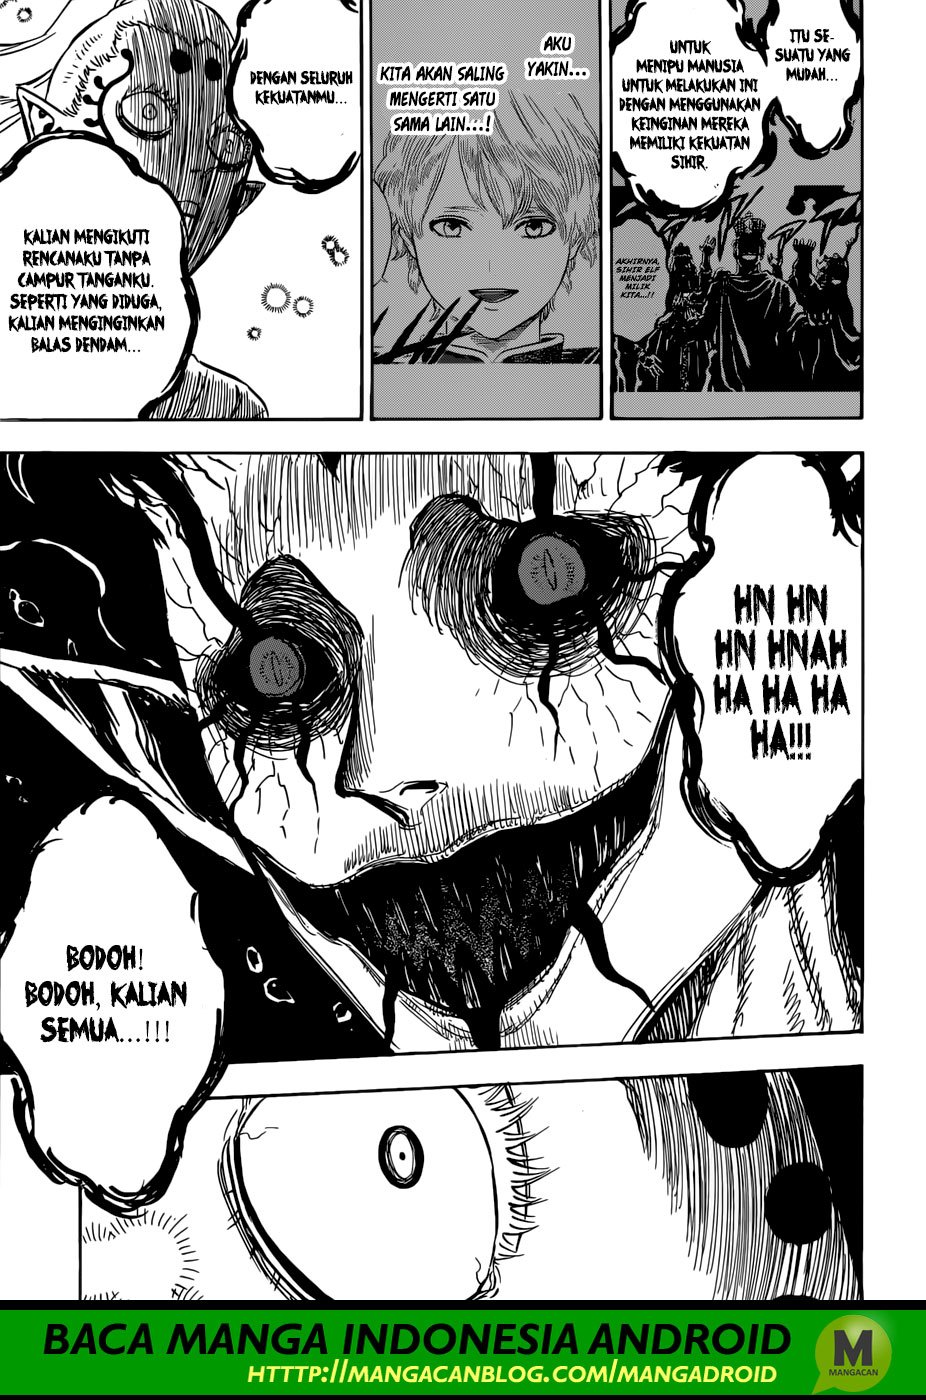 ITU SE-
SUATU YANG
MUDAH...
UNTUK
MENIPU MANUSIA
UNTUK MELAKUKAN INI
DENGAN MENGGUNAKAN
KEINGINAN MEREKA
MEMILIKI KEKUATAN
SIHIR.
AKHIRNYA,
SIHIR ELF
MENJADI
MILIK
KITA...!!
AKU
YAKIN...
KITA AKAN SALING
MENGERTI SATU
SAMA LAIN...!
DENGAN SELURUH
KEKUATANMU...
KALIAN MENGIKUTI
RENCANAKU TANPA
CAMPUR TANGANKU.
SEPERTI YANG DIDUGA,
KALIAN MENGINGINKAN
BALAS DENDAM...
HN HN
HN HNAH
HA HA HA
HA!!!
BODOH!
BODOH, KALIAN
SEMUA...!!!
BACA MANGA INDONESIA ANDROID
HTTTP://MANGACANBLOG.COM/MANGADROID
M
MANGACAN